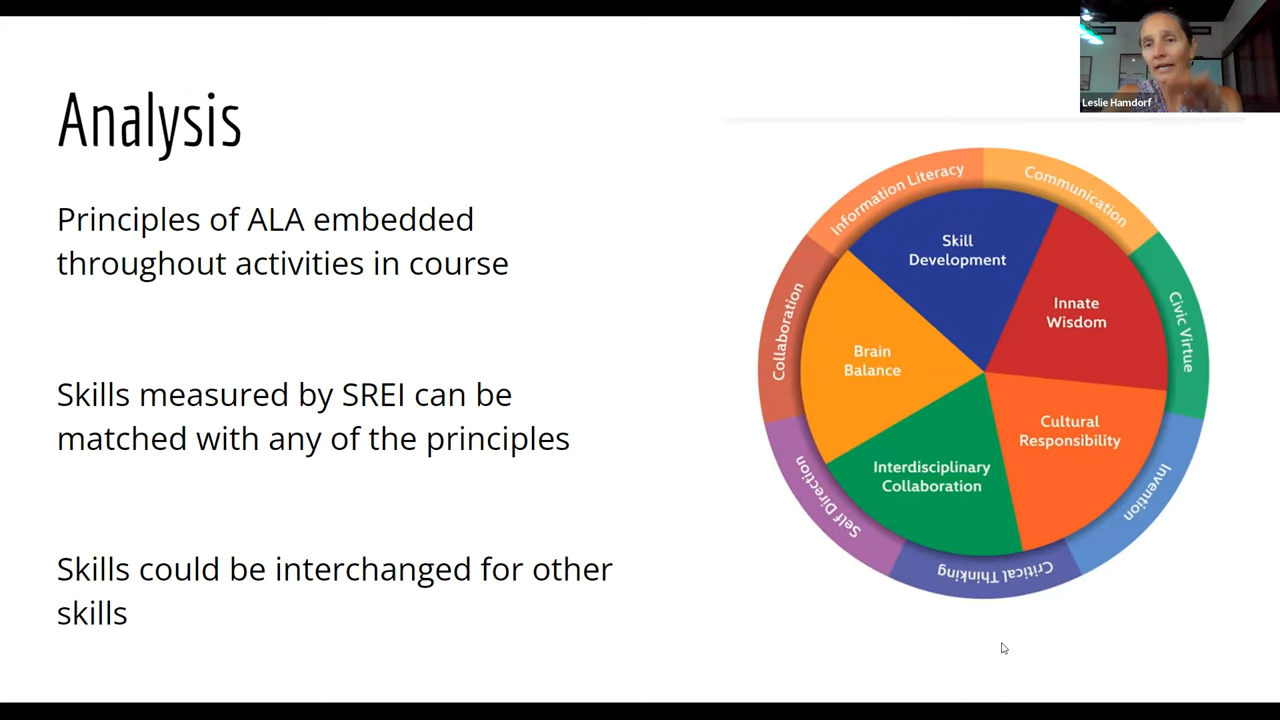 Leslie Hamdorf
Analysis
Principles of ALA embedded
throughout activities in course
Skills measured by SREI can be
matched with any of the principles
Skills could be interchanged for other
skills
Information Literacy
Communication
Civic Virtue
Invention
Critical Thinking
Self Direction
Collaboration
Skill
Development
Innate
Wisdom
Cultural
Responsibility
Interdisciplinary
Collaboration
Brain
Balance